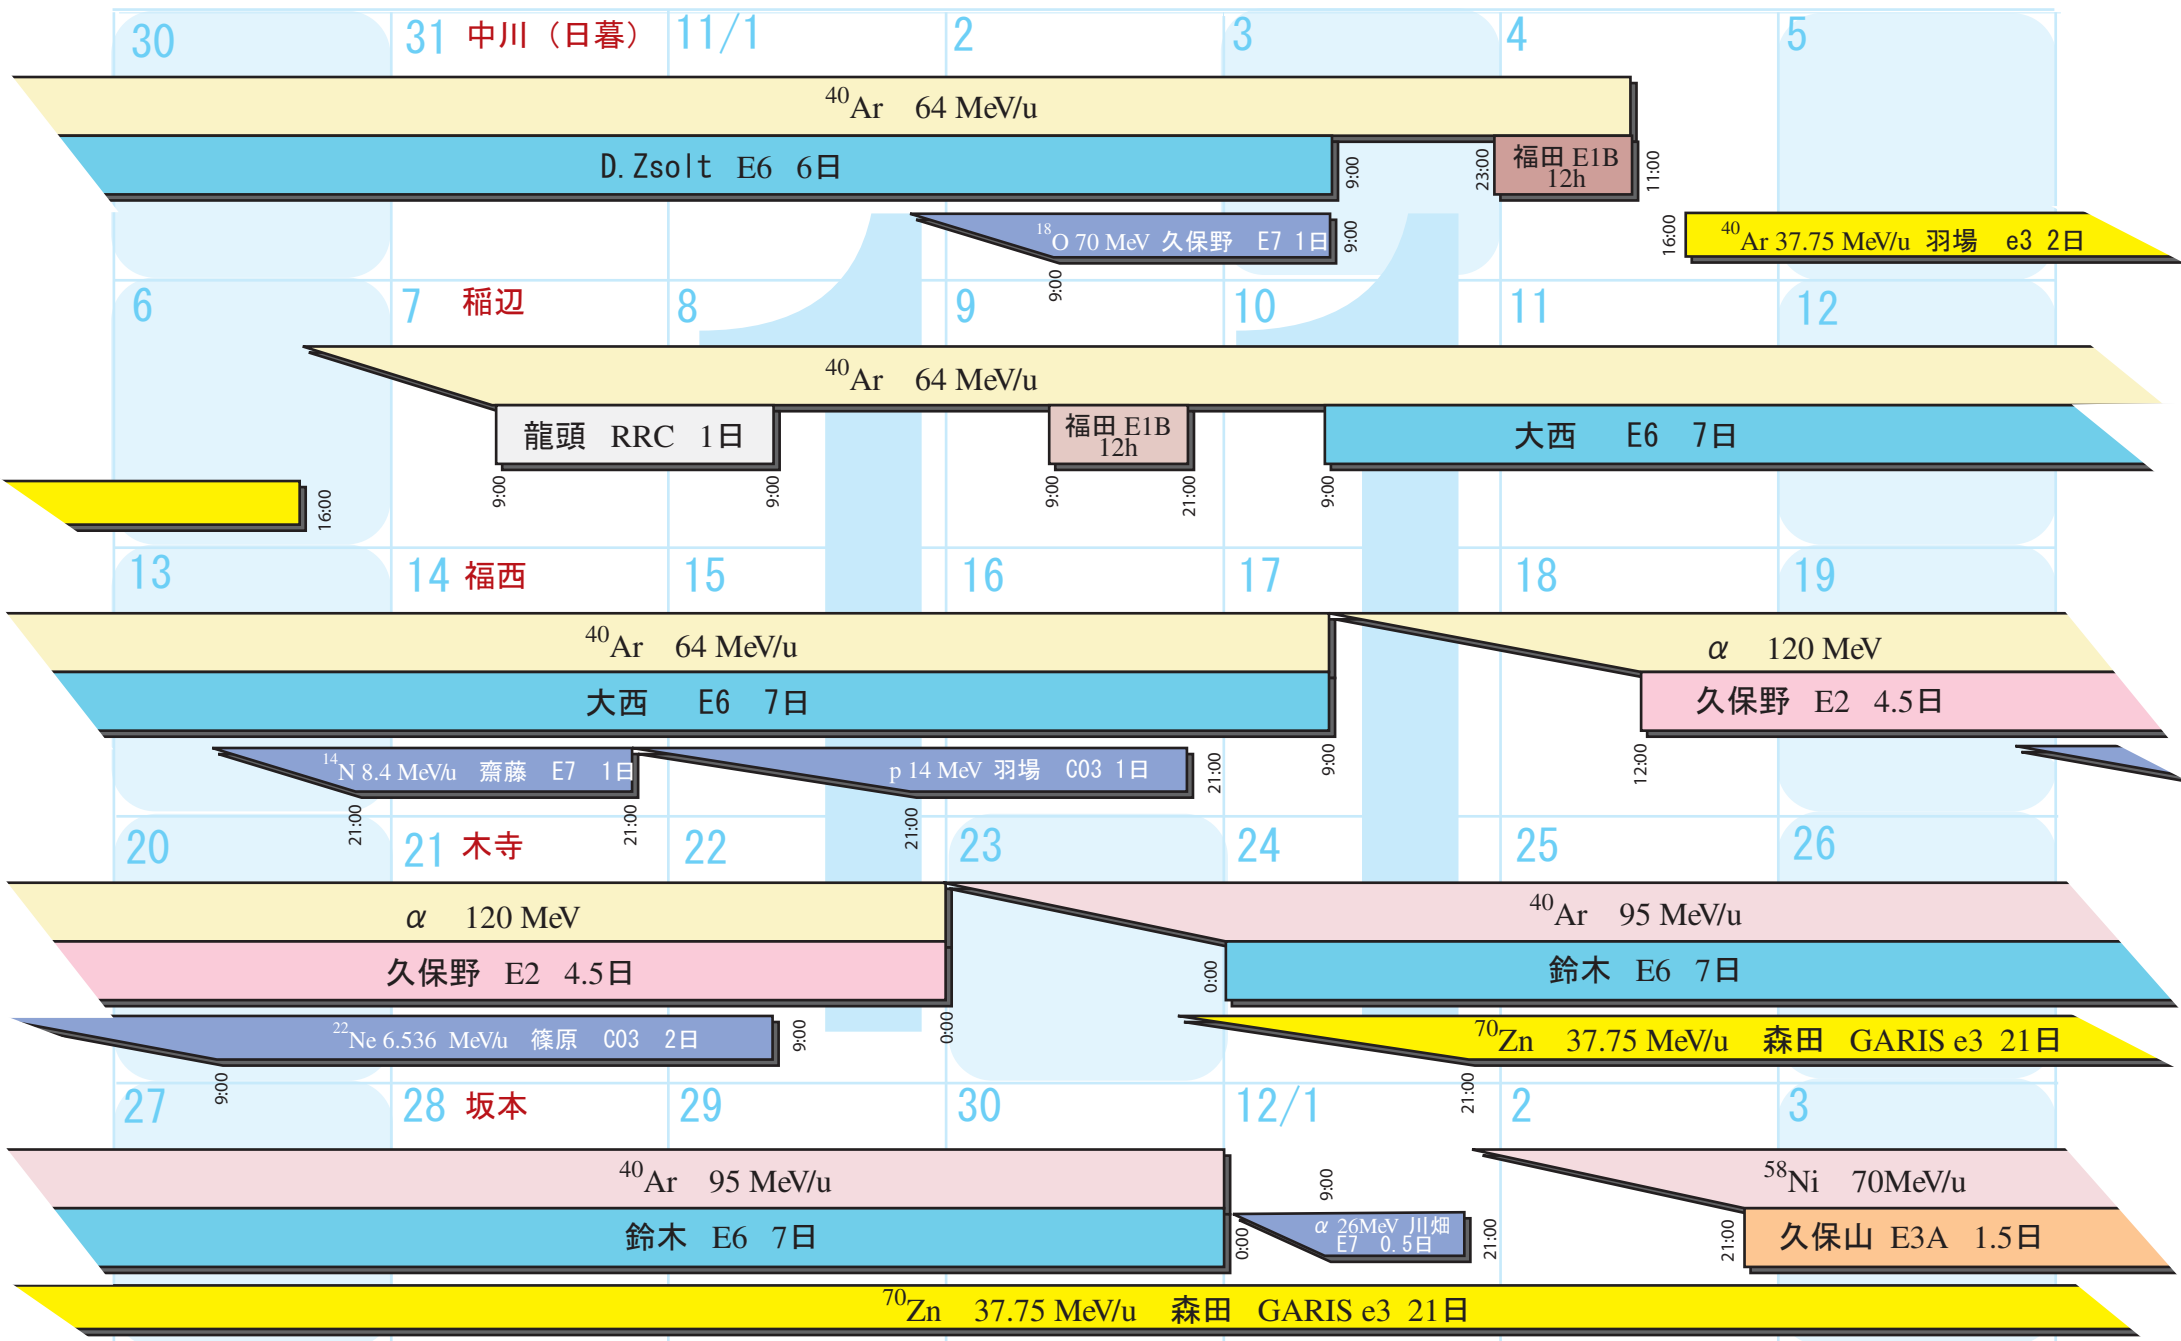 30 31 中川（日暮） 11/1 2 3 4 5
40Ar 64 MeV/u
D.Zsolt E6 6日 9:00 23:00 福田 E1B 11:00
12h
18O 70 MeV 久保野 E7 1日 9:00 16:00 40Ar 37.75 MeV/u 羽場 e3 2日
9:00
6 7 稲辺 8 9 10 11 12
40Ar 64 MeV/u
龍頭 RRC 1日 福田 E1B 大西 E6 7日
12h
16:00 9:00 9:00 9:00 21:00 9:00
13 14 福西 15 16 17 18 19
40Ar 64 MeV/u α 120 MeV
大西 E6 7日 久保野 E2 4.5日
14N 8.4 MeV/u 齋藤 E7 1日 p 14 MeV 羽場 C03 1日 21:00 9:00 12:00
21:00 21:00 21:00
20 21 木寺 22 23 24 25 26
α 120 MeV 40Ar 95 MeV/u
久保野 E2 4.5日 0:00 鈴木 E6 7日
22Ne 6.536 MeV/u 篠原 C03 2日 9:00 0:00 70Zn 37.75 MeV/u 森田 GARIS e3 21日
9:00 21:00
27 28 坂本 29 30 12/1 2 3
40Ar 95 MeV/u 9:00 58Ni 70MeV/u
鈴木 E6 7日 0:00 α 26MeV 川畑 21:00 21:00 久保山 E3A 1.5日
E7 0.5日
70Zn 37.75 MeV/u 森田 GARIS e3 21日